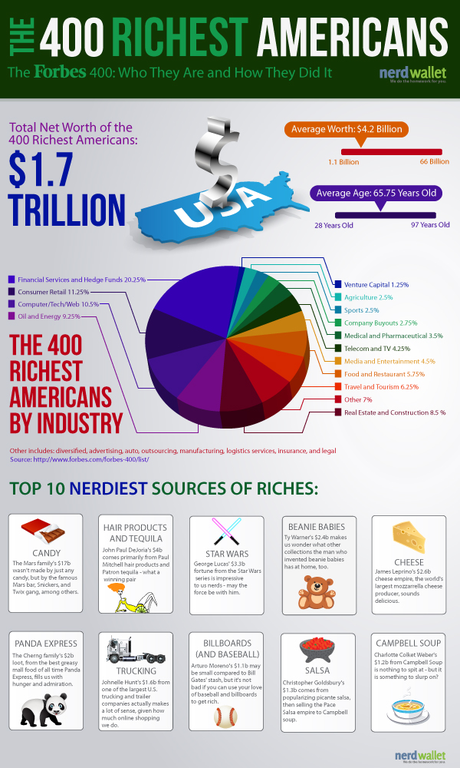 THE 400 RICHEST AMERICANS
The Forbes 400: Who They Are and How They Did It
nerdwallet
We do the homework for you.
Total Net Worth of the
400 Richest Americans:
$1.7
TRILLION
USA
Average Worth: $4.2 Billion
1.1 Billion
66 Billion
Average Age: 65.75 Years Old
28 Years Old
97 Years Old
Financial Services and Hedge Funds 20.25%
Consumer Retail 11.25%
Computer/Tech/Web 10.5%
Oil and Energy 9.25%
Venture Capital 1.25%
Agriculture 2.5%
Sports 2.5%
Company Buyouts 2.75%
Medical and Pharmaceutical 3.5%
Telecom and TV 4.25%
Media and Entertainment 4.5%
Food and Restaurant 5.75%
Travel and Tourism 6.25%
Other 7%
Real Estate and Construction 8.5 %
THE 400
RICHEST
AMERICANS
BY INDUSTRY
Other includes: diversified, advertising, auto, outsourcing, manufacturing, logistics services, insurance, and legal
Source: http://www.forbes.com/forbes-400/list/
TOP 10 NERDIEST SOURCES OF RICHES:
CANDY
The Mars family's $17b
wasn't made by just any
candy, but by the famous
Mars bar, Snickers, and
Twix gang, among others.
HAIR PRODUCTS
AND TEQUILA
John Paul DeJoria's $4b
comes primarily from Paul
Mitchell hair products and
Patron tequila - what a
winning pair
STAR WARS
George Lucas' $3.3b
fortune from the Star Wars
series is impressive
to us nerds - may the
force be with him.
BEANIE BABIES
Ty Warner's $2.4b makes
us wonder what other
collections the man who
invented beanie babies
has at home, too.
CHEESE
James Leprino's $2.6b
cheese empire, the world's
largest mozzarella cheese
producer, sounds
delicious.
PANDA EXPRESS
The Cherng family's $2b
loot, from the best greasy
mall food of all time Panda
Express, fills us with
hunger and admiration.
TRUCKING
Johnelle Hunt's $1.6b from
one of the largest U.S.
trucking and trailer
companies actually makes
a lot of sense, given how
much online shopping
we do.
BILLBOARDS
(AND BASEBALL)
Arturo Moreno's $1.1b may
be small compared to Bill
Gates' stash, but it's not
bad if you can use your love
of baseball and billboards
to get rich.
SALSA
Christopher Goldsbury's
$1.3b comes from
popularizing picante salsa,
then selling the Pace
Salsa empire to Campbell
soup.
CAMPBELL SOUP
Charlotte Colket Weber's
$1.2b from Campbell Soup
is nothing to spit at - but it
is something to slurp on?
nerdwallet
We do the homework for you.